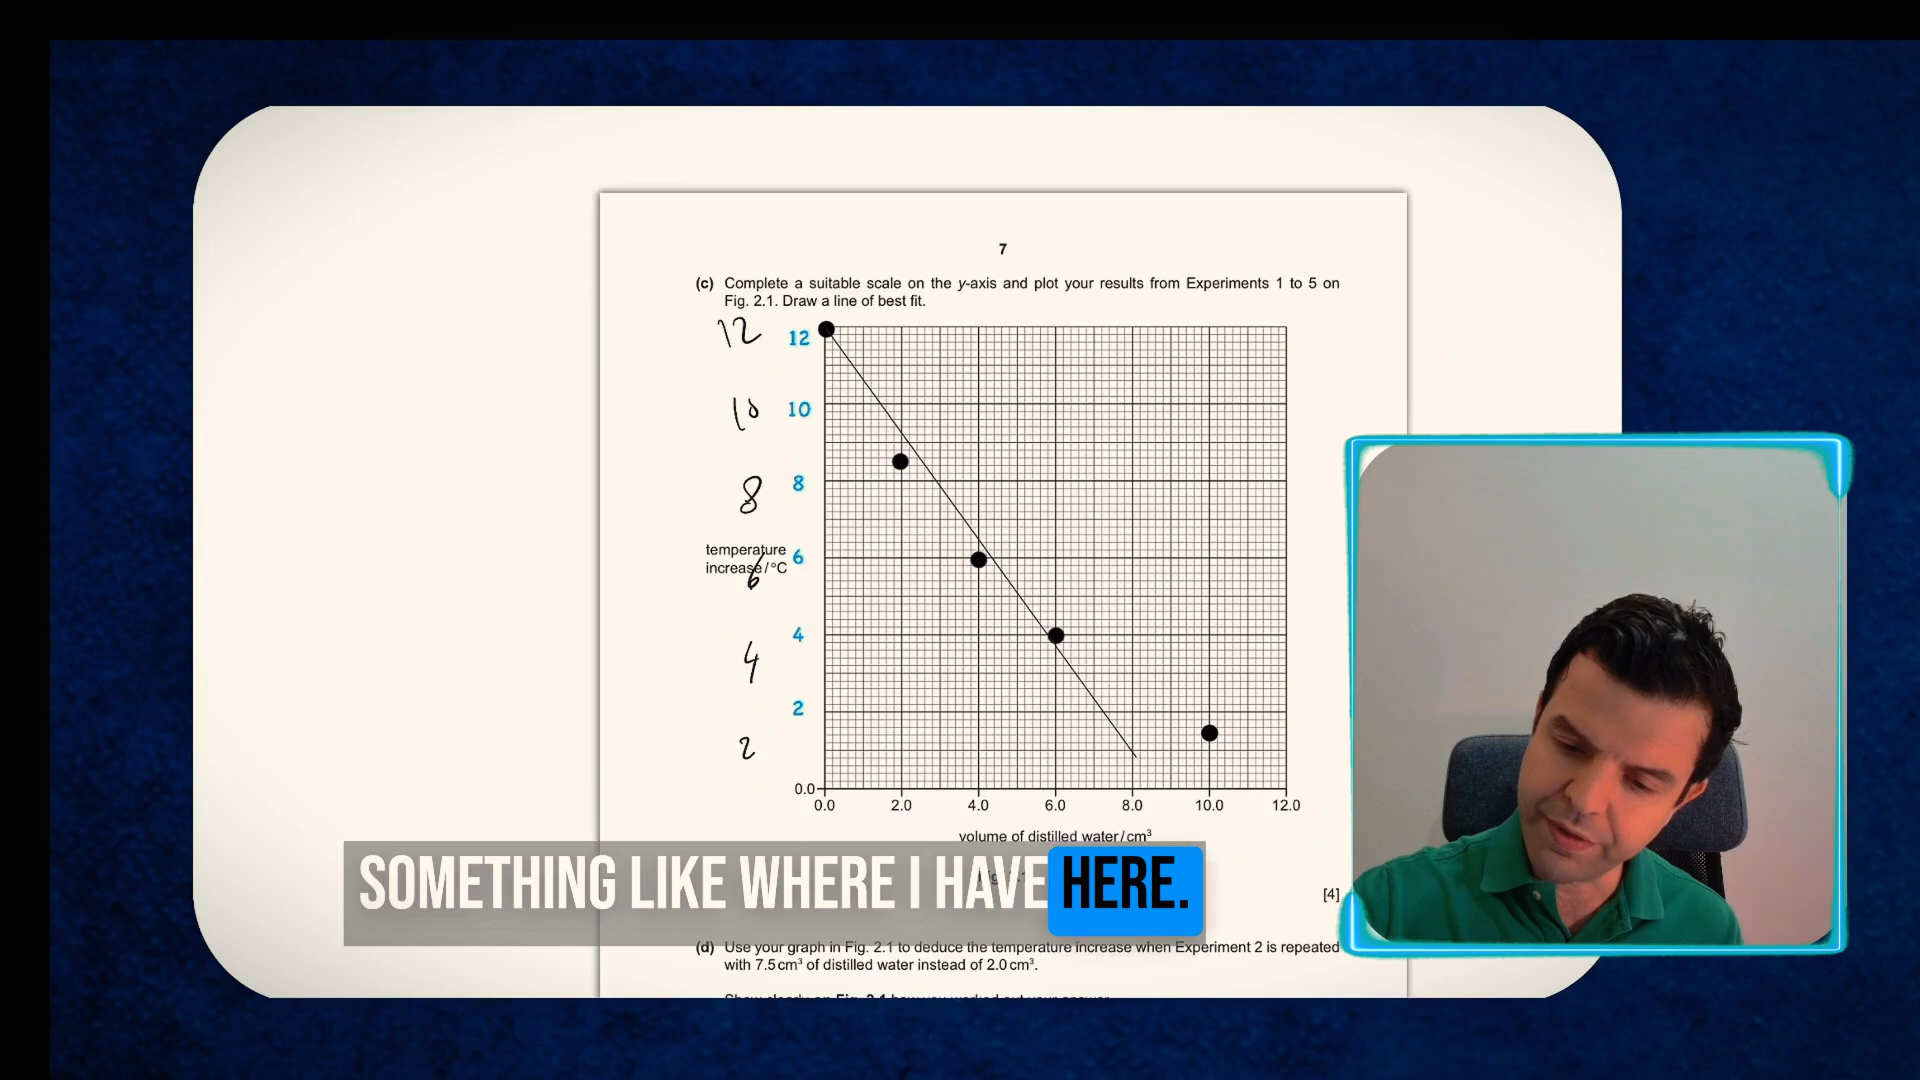 7
(c) Complete a suitable scale on the y-axis and plot your results from Experiments 1 to 5 on
Fig. 2.1. Draw a line of best fit.
12 12
10 10
8 8
temperature
increase / °C
6 6
4 4
2 2
0.0
0.0 2.0 4.0 6.0 8.0 10.0 12.0
volume of distilled water / cm³
SOMETHING LIKE WHERE I HAVE HERE.
[4]
(d) Use your graph in Fig. 2.1 to deduce the temperature increase when Experiment 2 is repeated
with 7.5 cm³ of distilled water instead of 2.0 cm³.